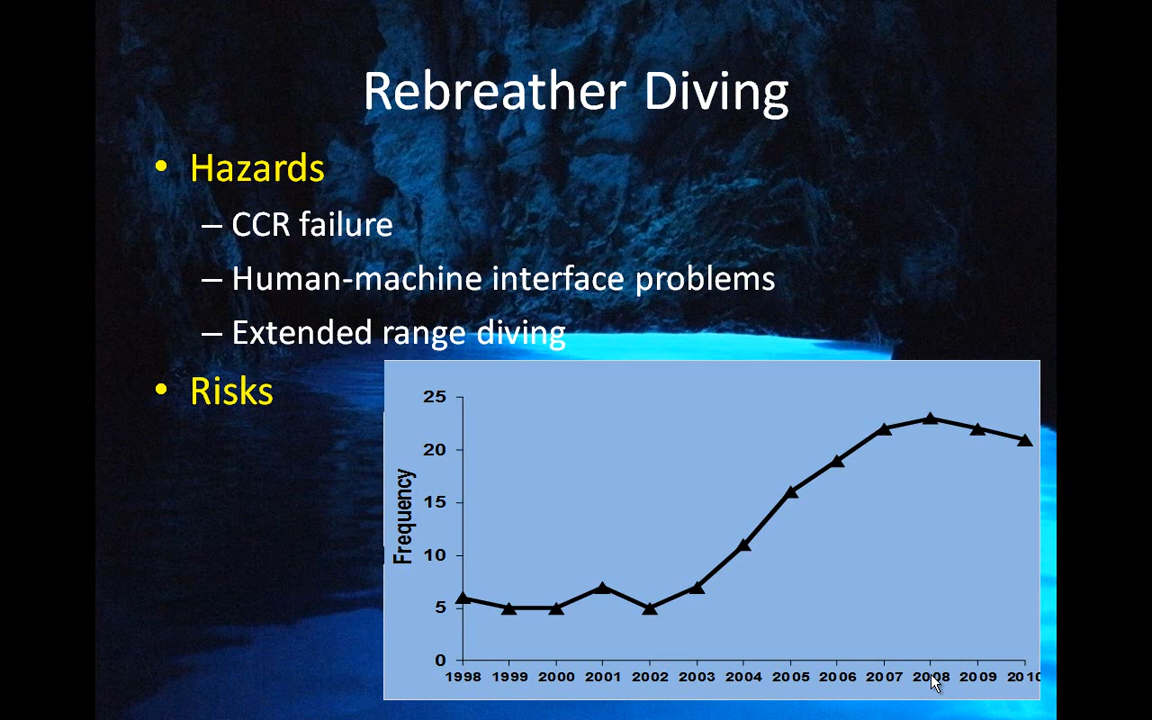 Rebreather Diving
• Hazards
– CCR failure
– Human-machine interface problems
– Extended range diving
• Risks
25
20
15
10
5
0
Frequency
1998 1999 2000 2001 2002 2003 2004 2005 2006 2007 2008 2009 2010